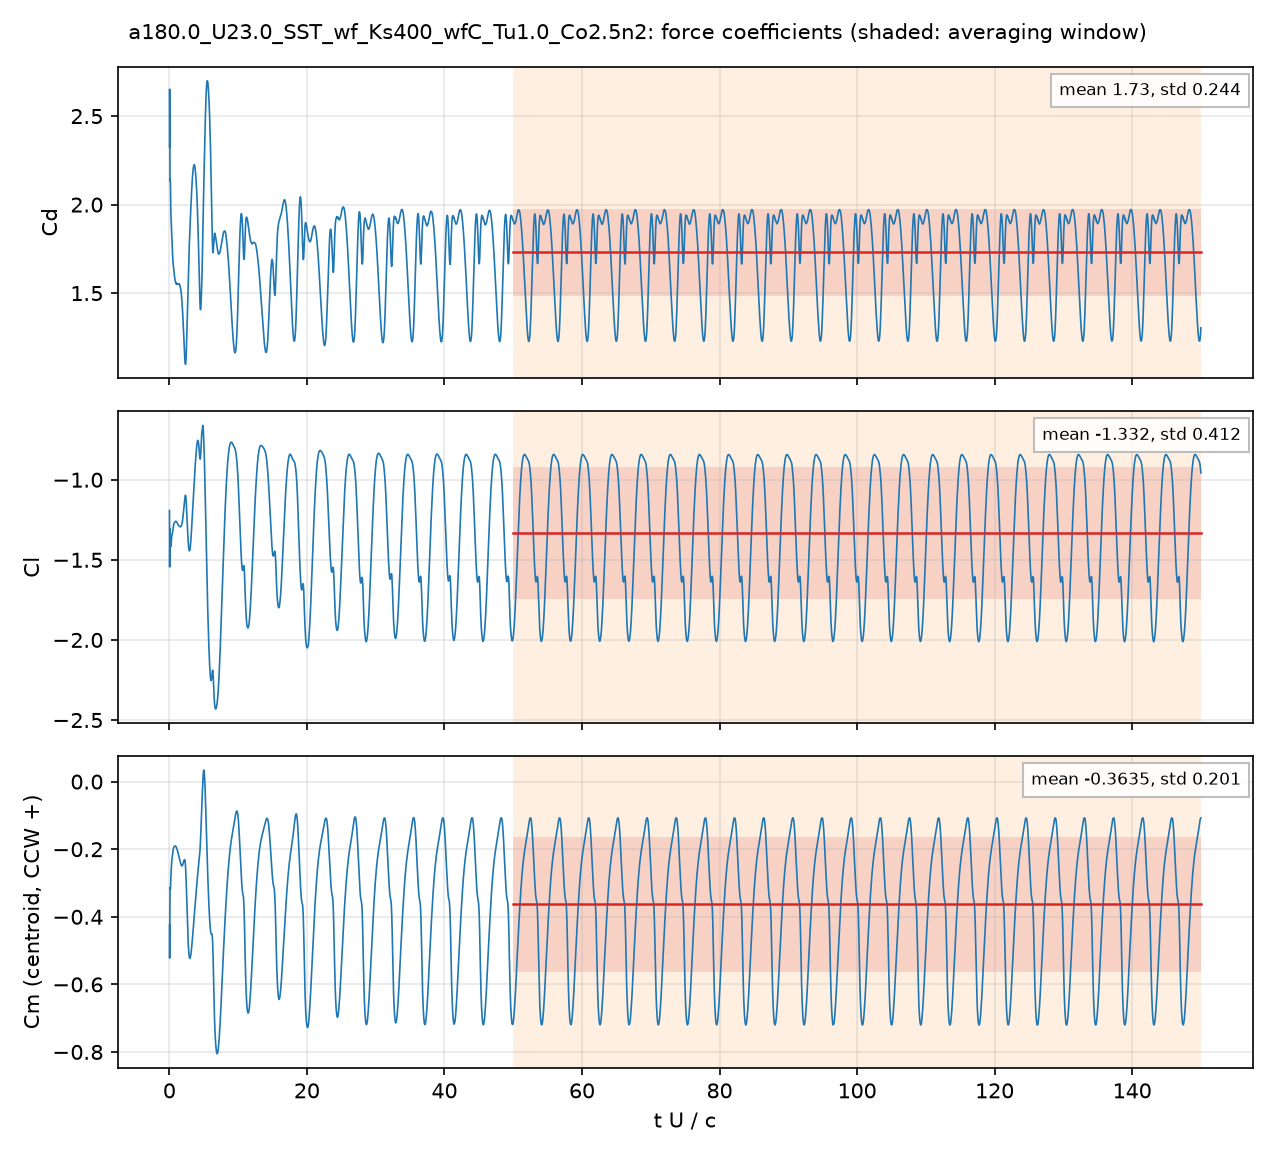 a180.0_U23.0_SST_wf_Ks400_wfC_Tu1.0_Co2.5n2: force coefficients (shaded: averaging window)
mean 1.73, std 0.244
Cd
2.5
2.0
1.5
mean -1.332, std 0.412
Cl
−1.0
−1.5
−2.0
−2.5
mean -0.3635, std 0.201
Cm (centroid, CCW +)
0.0
−0.2
−0.4
−0.6
−0.8
0 20 40 60 80 100 120 140
t U / c